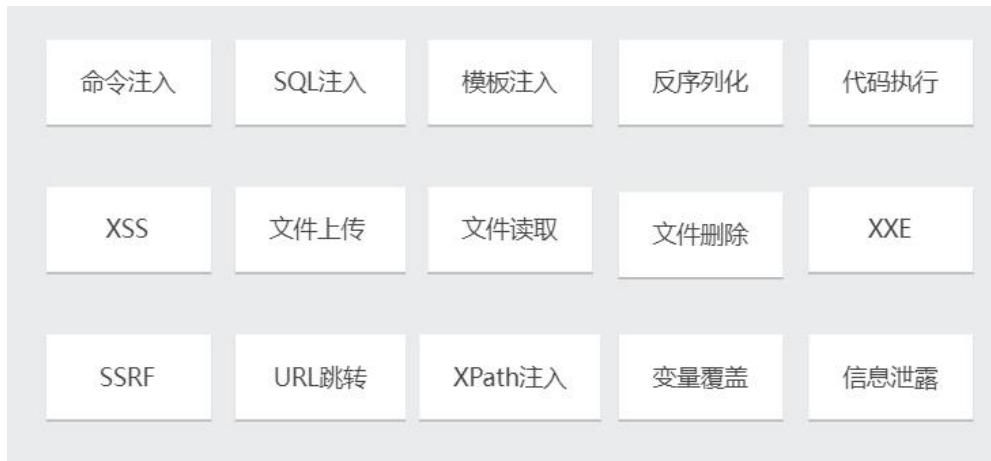 命令注入
SQL注入
模板注入
反序列化
代码执行
XSS
文件上传
文件读取
文件删除
XXE
SSRF
URL跳转
XPath注入
变量覆盖
信息泄露